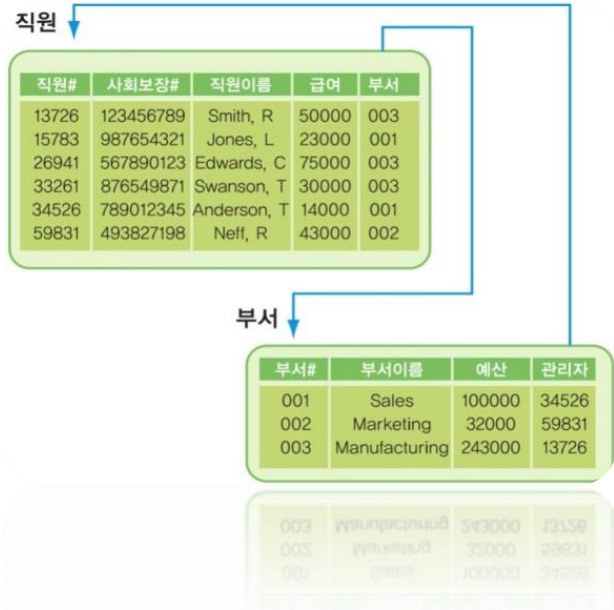 직원
직원# 사회보장# 직원이름 급여 부서
13726 123456789 Smith, R 50000 003
15783 987654321 Jones, L 23000 001
26941 567890123 Edwards, C 75000 003
33261 876549871 Swanson, T 30000 003
34526 789012345 Anderson, T 14000 001
59831 493827198 Neff, R 43000 002
부서
부서# 부서이름 예산 관리자
001 Sales 100000 34526
002 Marketing 32000 59831
003 Manufacturing 243000 13726